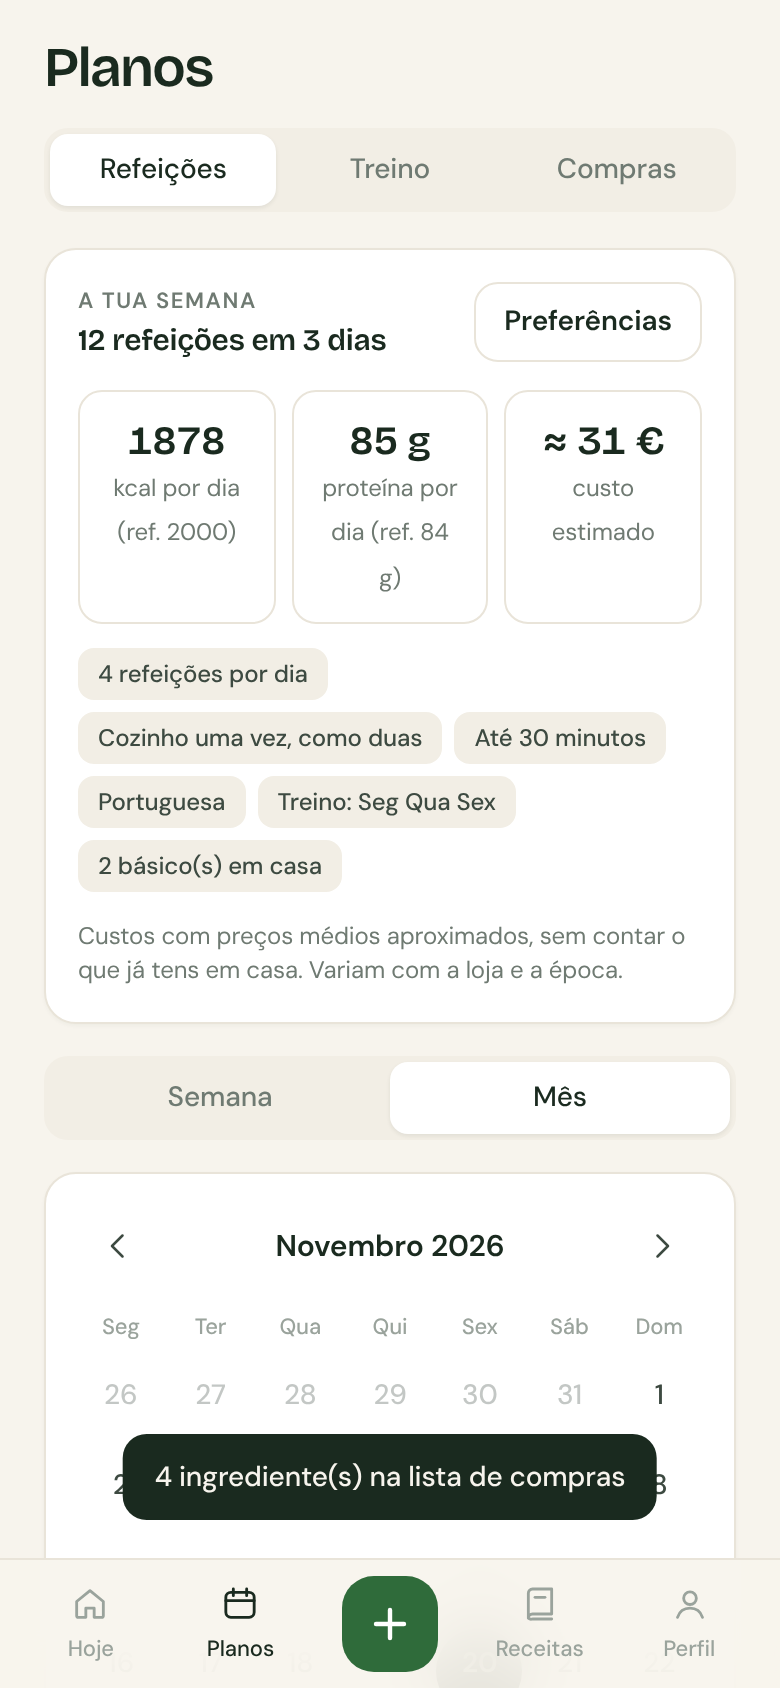 Planos
Refeições Treino Compras
A TUA SEMANA
12 refeições em 3 dias
Preferências
1878
kcal por dia
(ref. 2000)
85 g
proteína por
dia (ref. 84
g)
≈ 31 €
custo
estimado
4 refeições por dia
Cozinho uma vez, como duas
Até 30 minutos
Portuguesa
Treino: Seg Qua Sex
2 básico(s) em casa
Custos com preços médios aproximados, sem contar o
que já tens em casa. Variam com a loja e a época.
Semana Mês
Novembro 2026
Seg Ter Qua Qui Sex Sáb Dom
26 27 28 29 30 31 1
2 8
4 ingrediente(s) na lista de compras
Hoje Planos Receitas Perfil